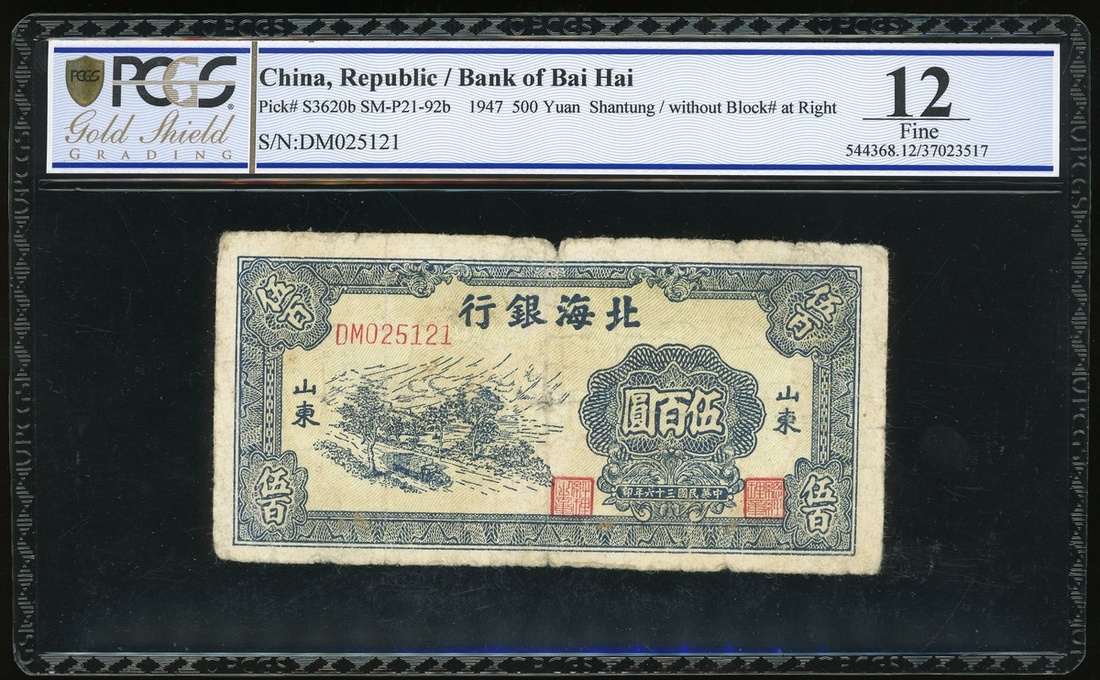 PCGS
Gold Shield
GRADING
China, Republic / Bank of Bai Hai
Pick# S3620b SM-P21-92b 1947 500 Yuan Shantung / without Block# at Right
S/N:DM025121
12
Fine
544368.12/37023517
伍百
伍百
行銀海北
DM025121
山東
山東
圓百伍
印年六十三國民華中
伍百
伍百